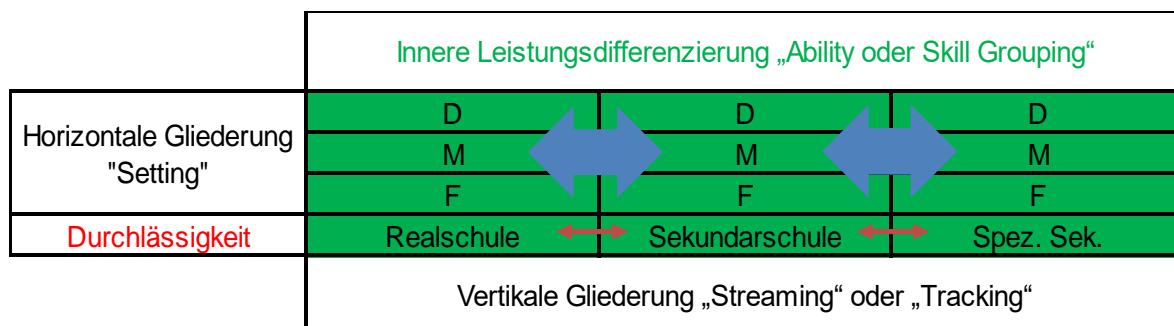 Innere Leistungsdifferenzierung „Ability oder Skill Grouping“
Horizontale Gliederung
"Setting"
D D D
M M M
F F F
Durchlässigkeit Realschule Sekundarschule Spez. Sek.
Vertikale Gliederung „Streaming“ oder „Tracking“